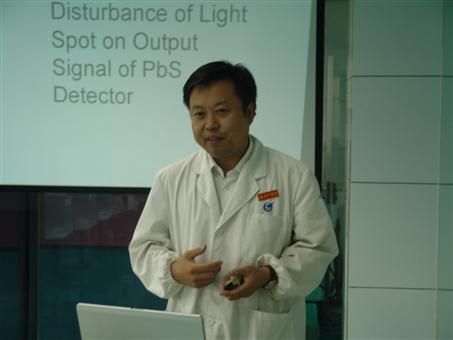 Disturbance of Light
Spot on Output
Signal of PbS
Detector